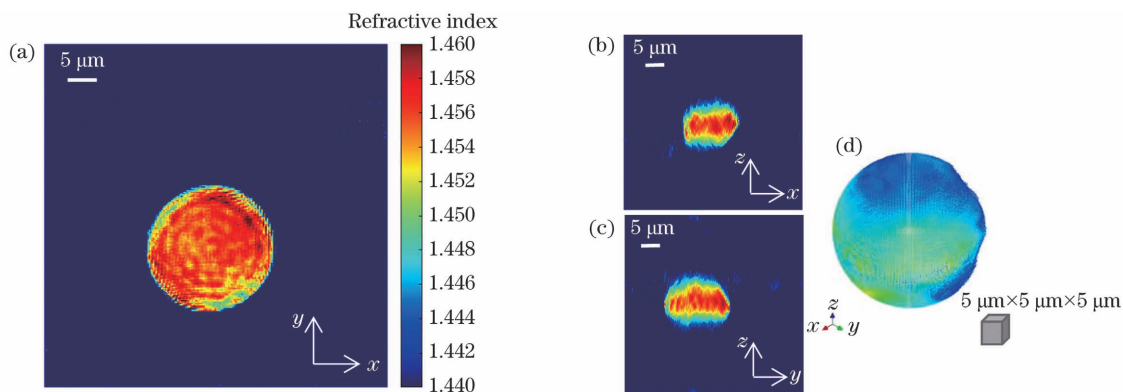 (a)
5 μm
y
x
Refractive index
1.460
1.458
1.456
1.454
1.452
1.450
1.448
1.446
1.444
1.442
1.440
(b)
5 μm
z
x
(c)
5 μm
z
y
(d)
5 μm×5 μm×5 μm
z
x
y